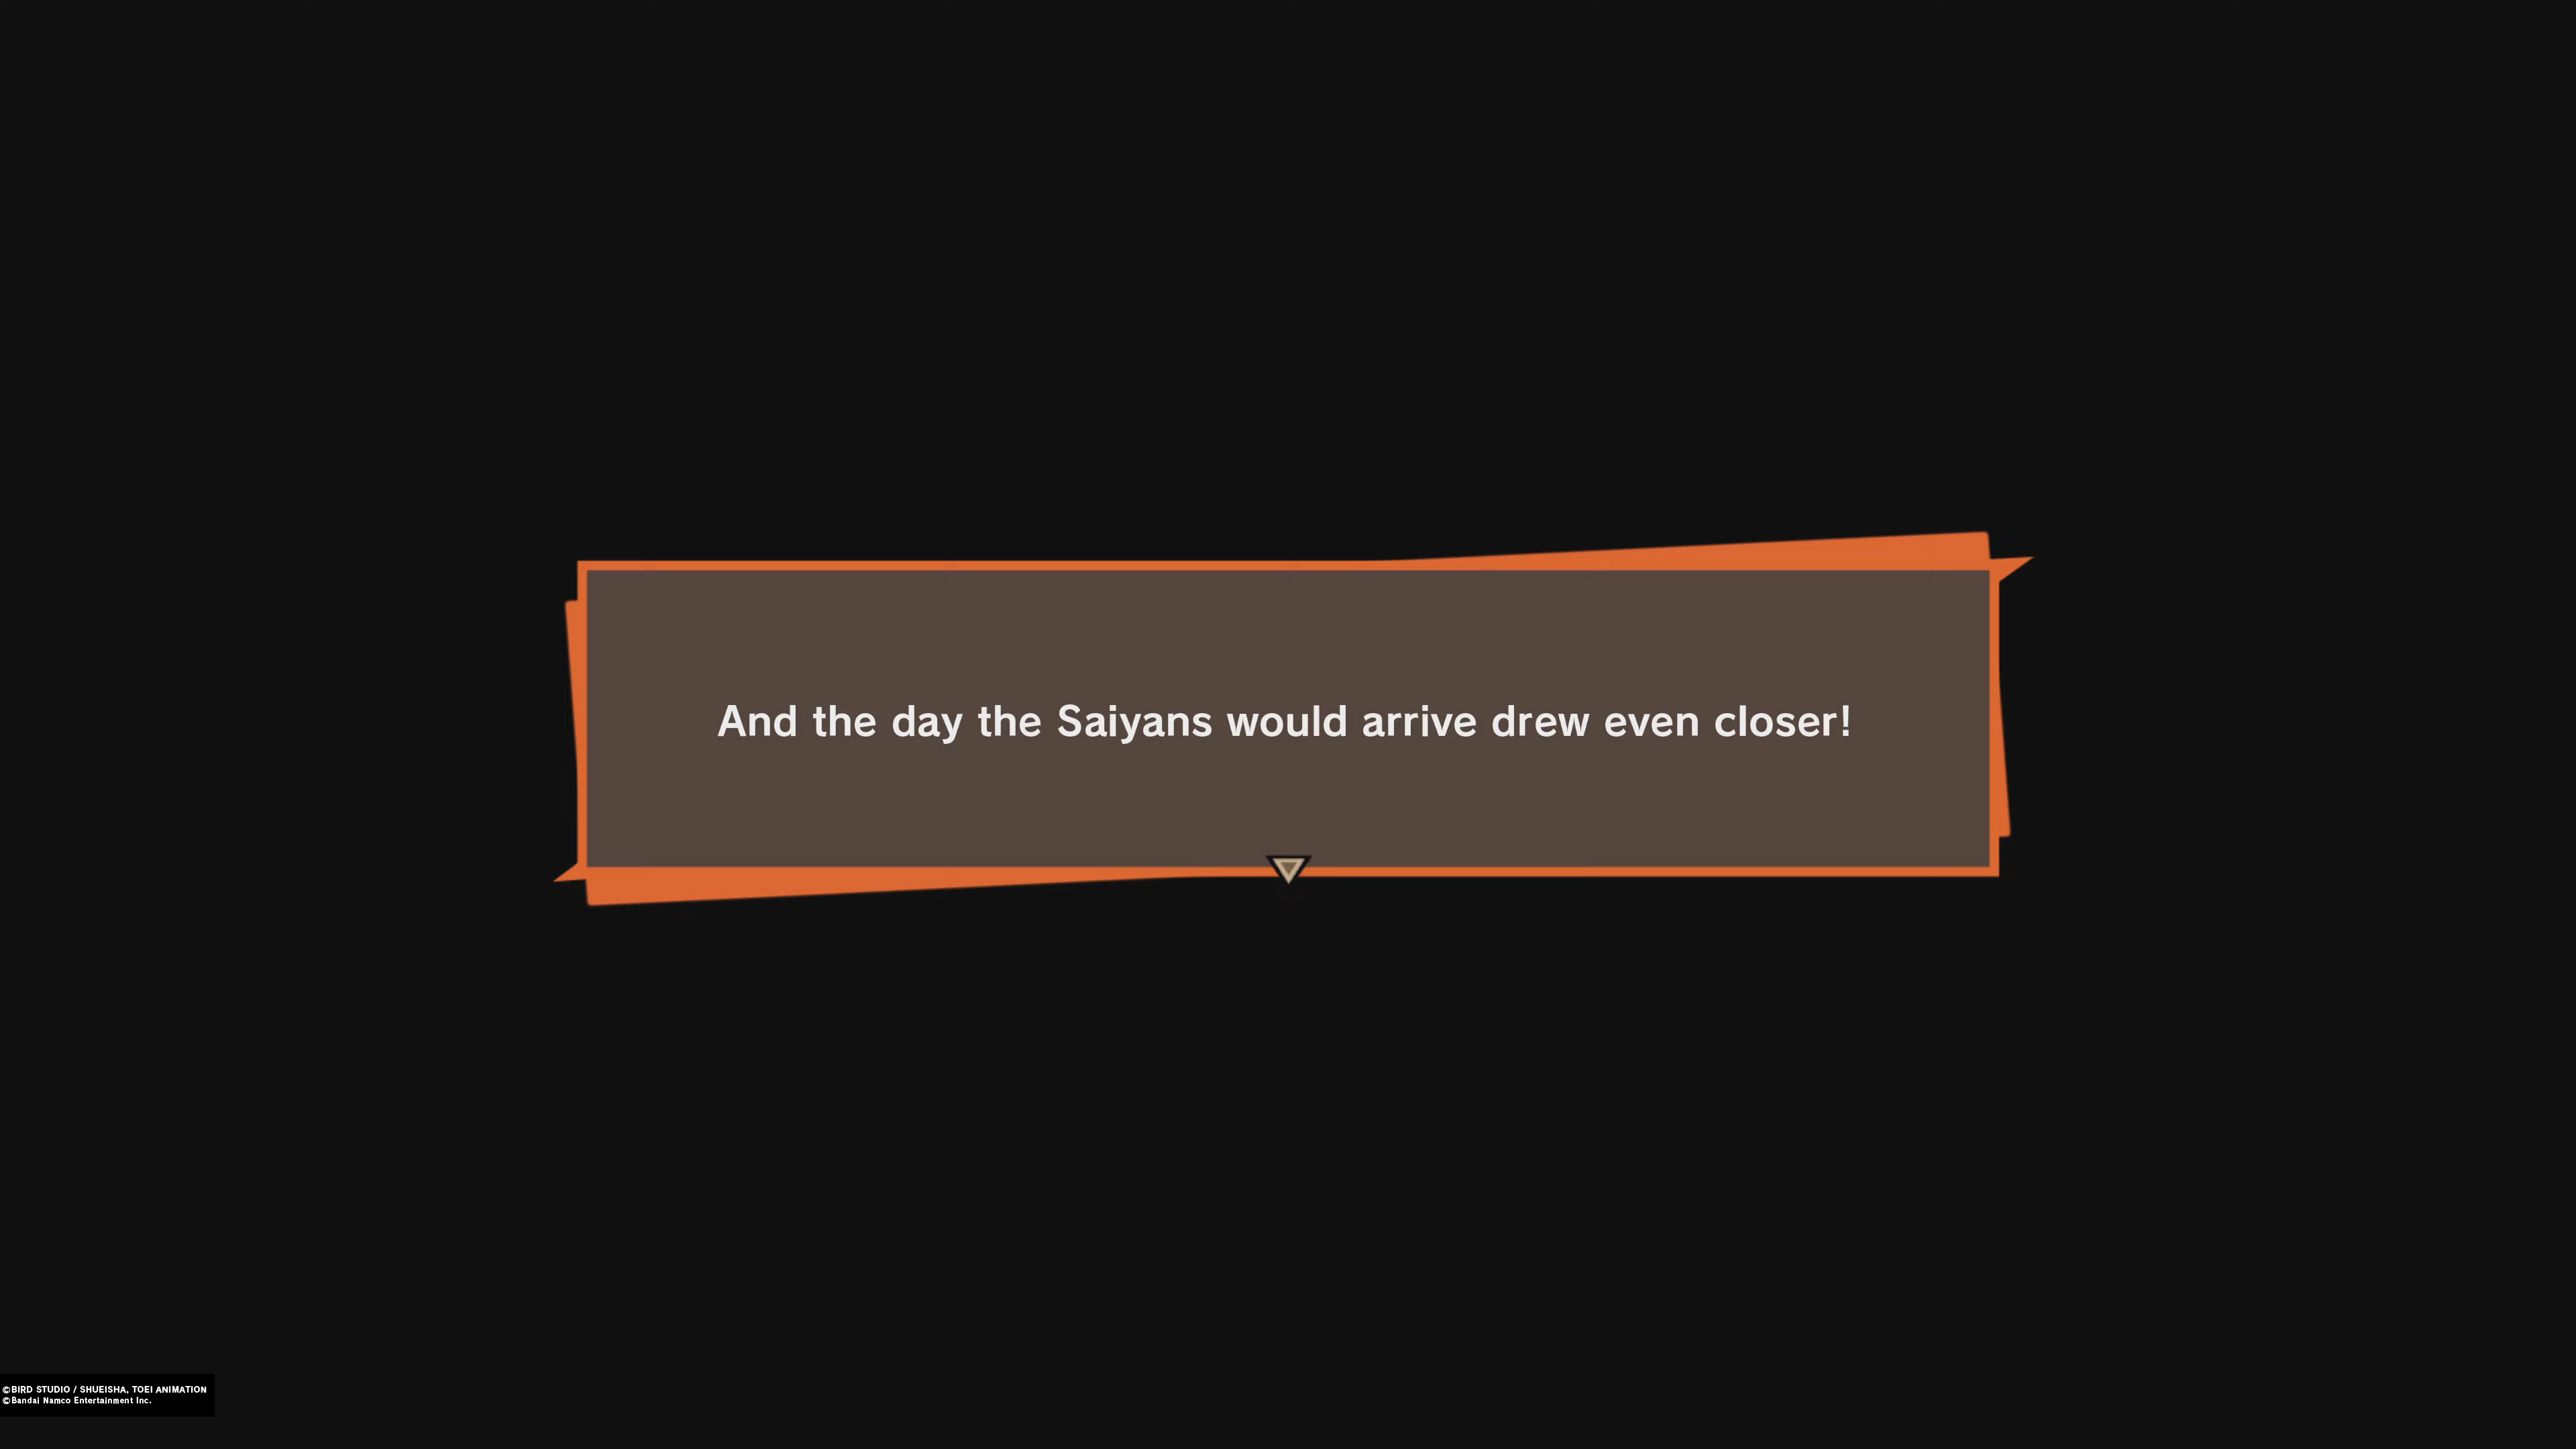 And the day the Saiyans would arrive drew even closer!
©BIRD STUDIO / SHUEISHA, TOEI ANIMATION
©Bandai Namco Entertainment Inc.